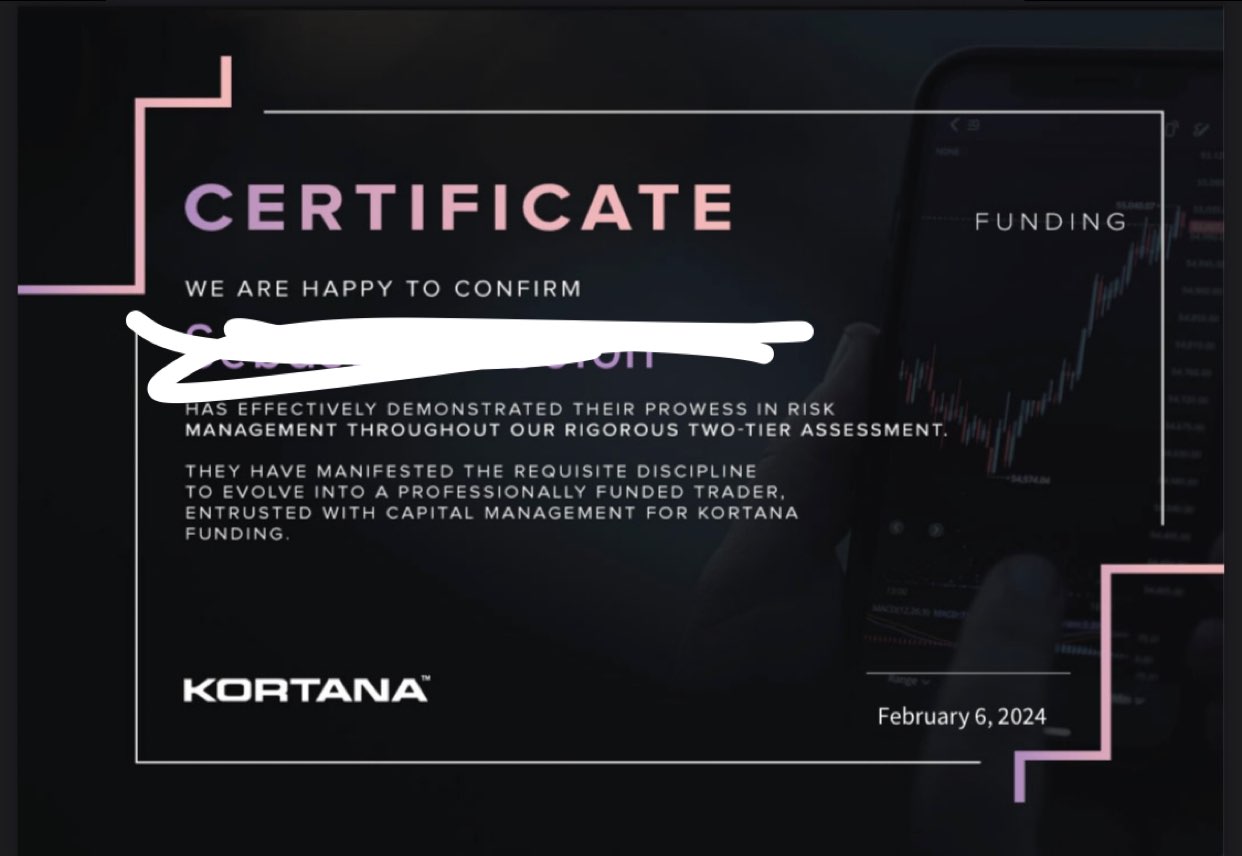 CERTIFICATE
FUNDING
WE ARE HAPPY TO CONFIRM
HAS EFFECTIVELY DEMONSTRATED THEIR PROWESS IN RISK
MANAGEMENT THROUGHOUT OUR RIGOROUS TWO-TIER ASSESSMENT.
THEY HAVE MANIFESTED THE REQUISITE DISCIPLINE
TO EVOLVE INTO A PROFESSIONALLY FUNDED TRADER,
ENTRUSTED WITH CAPITAL MANAGEMENT FOR KORTANA
FUNDING.
Range
KORTANA™
February 6, 2024